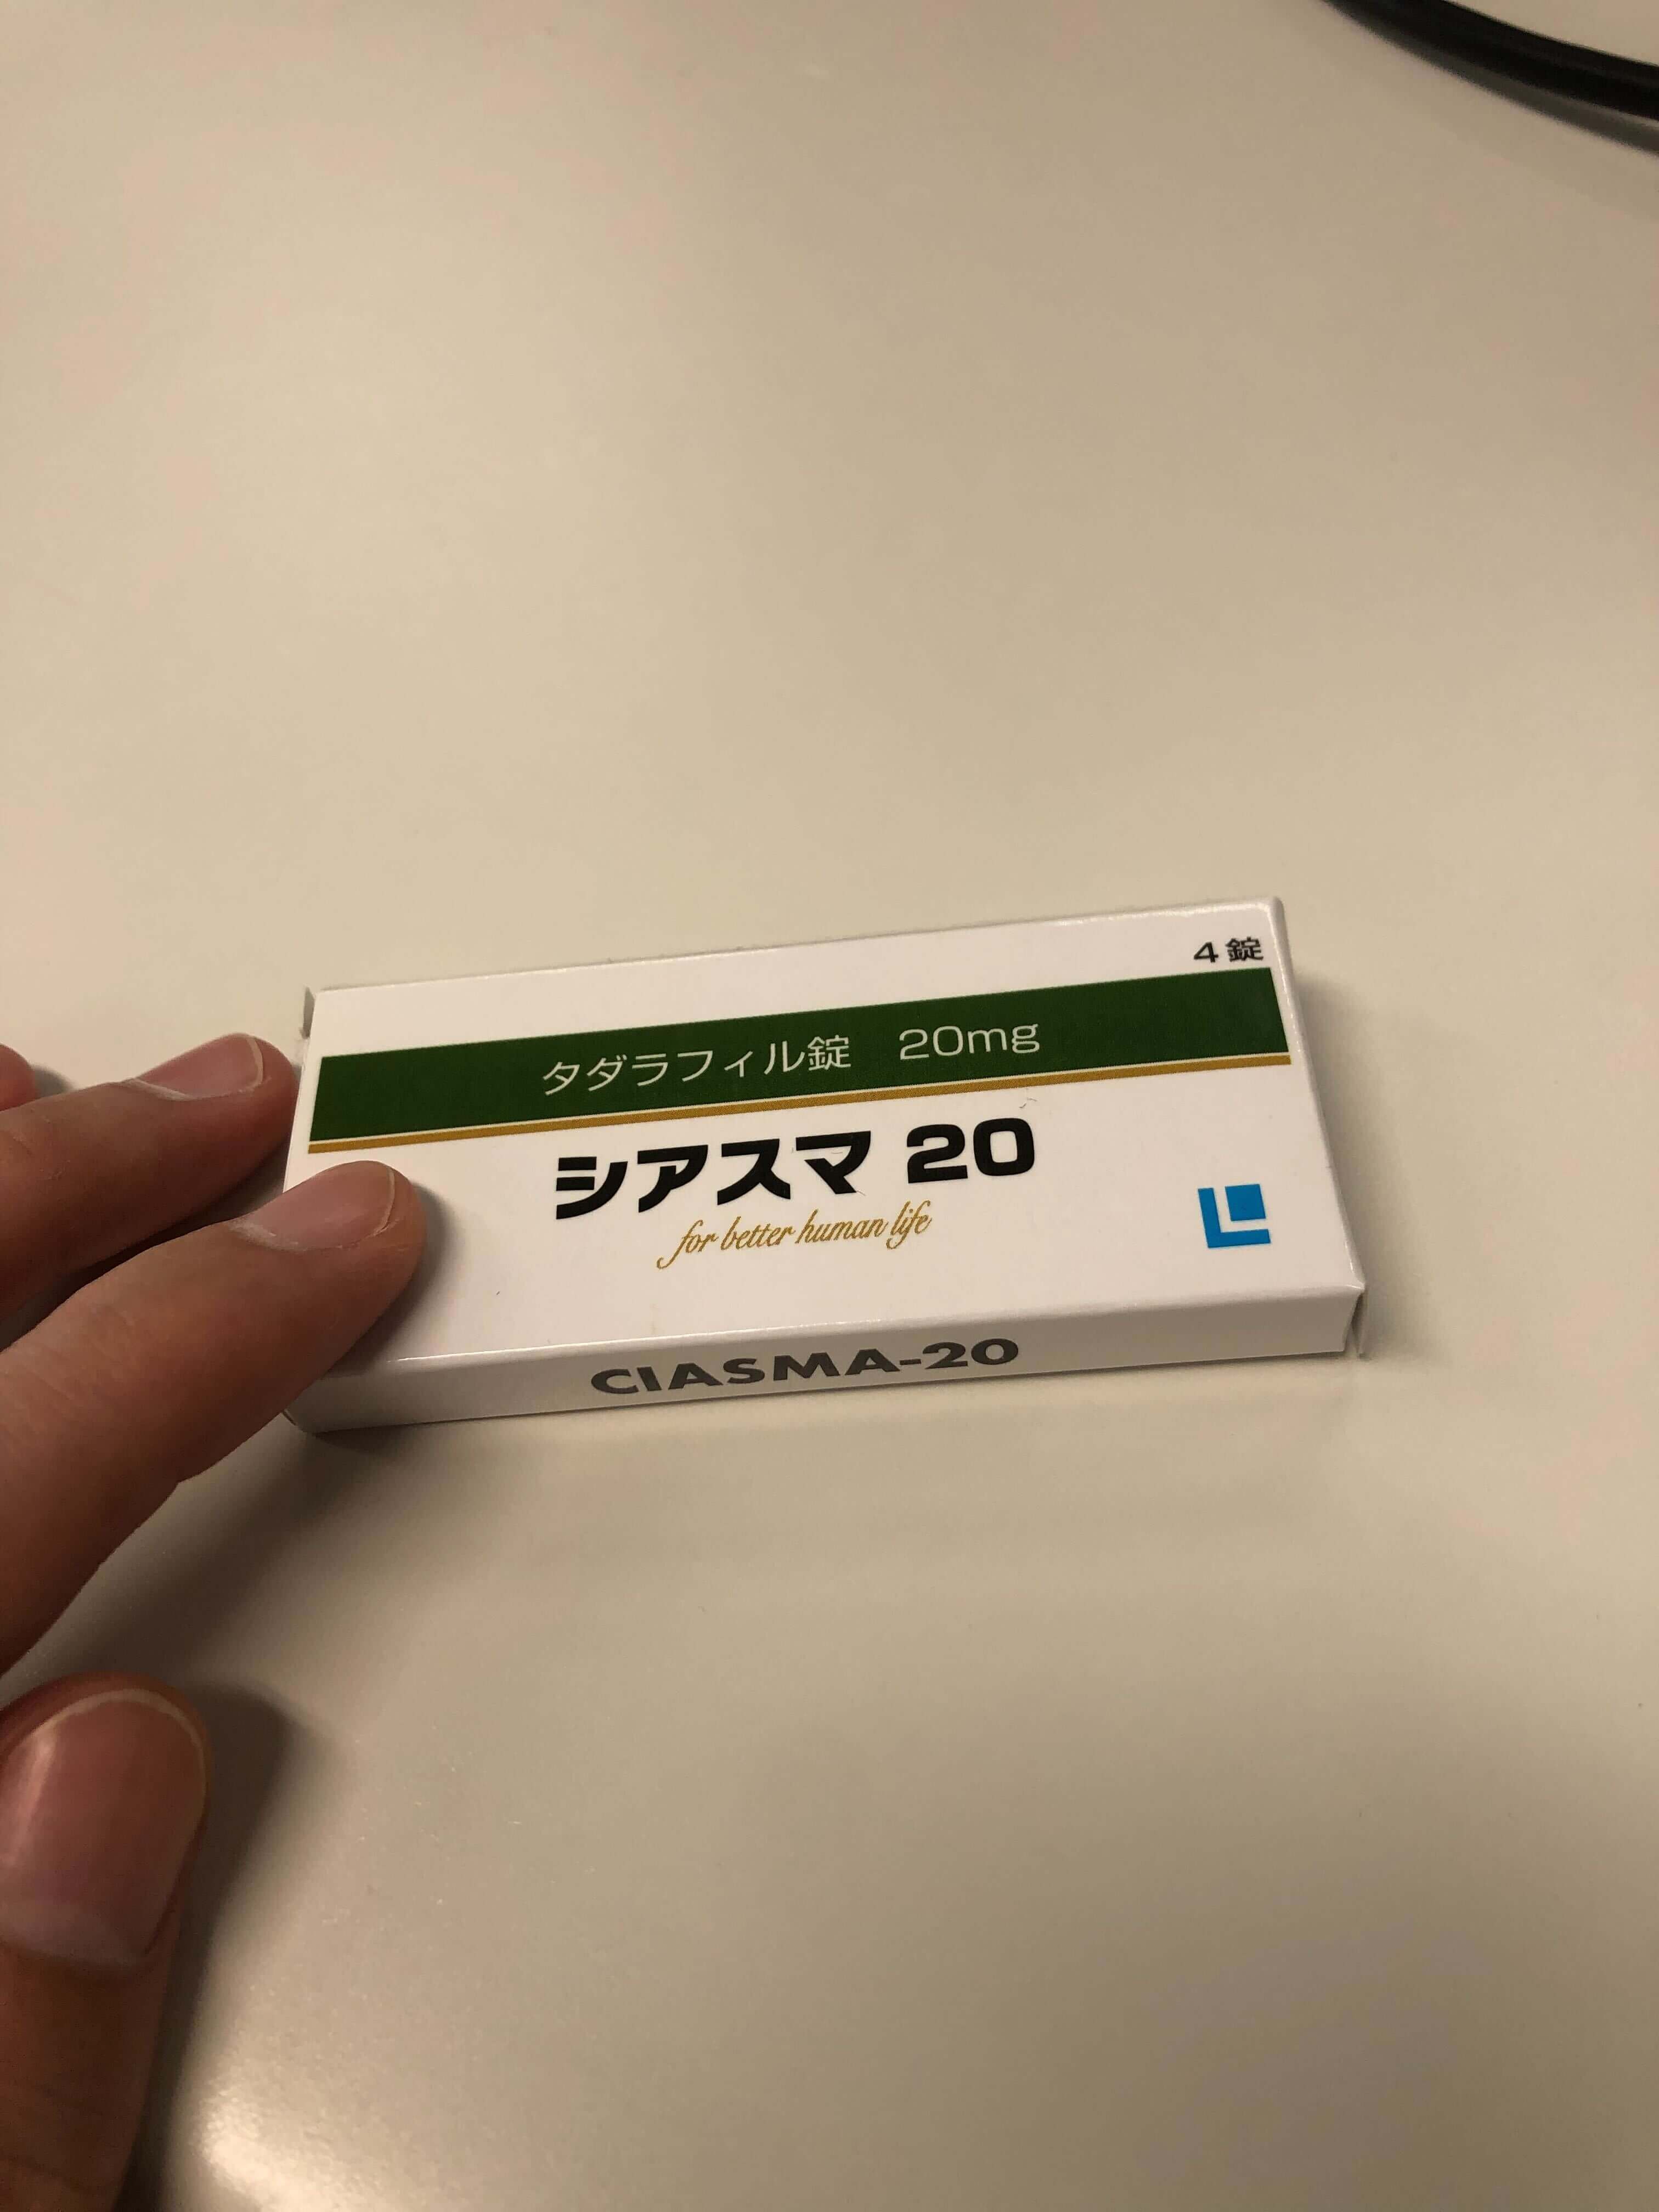 4錠
タダラフィル錠 20mg
シアスマ 20
for better human life
CIASMA-20